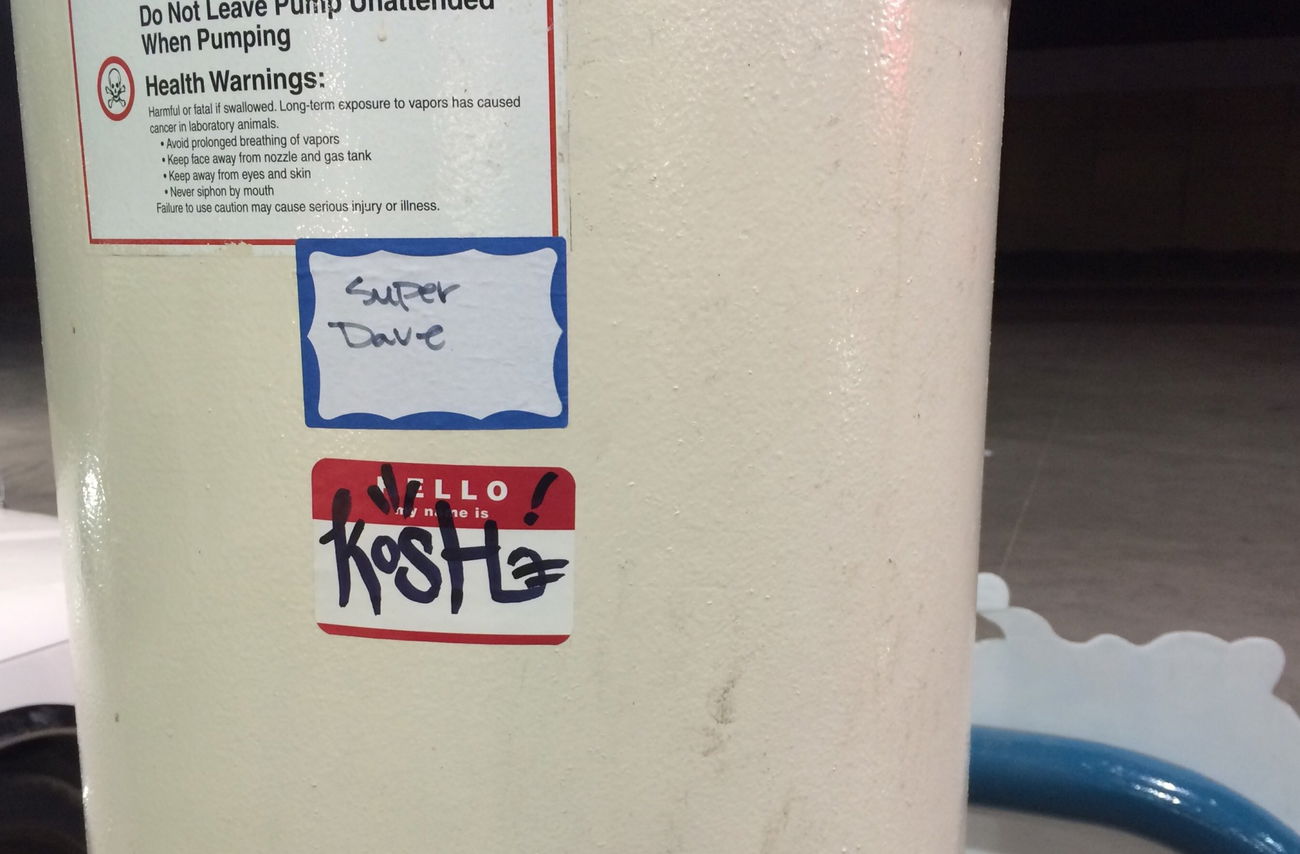 Do Not Leave Pump Unattended
When Pumping
Health Warnings:
Harmful or fatal if swallowed. Long-term exposure to vapors has caused
cancer in laboratory animals.
• Avoid prolonged breathing of vapors
• Keep face away from nozzle and gas tank
• Keep away from eyes and skin
• Never siphon by mouth
Failure to use caution may cause serious injury or illness.
Super
Dave
HELLO
my name is
KosHa!